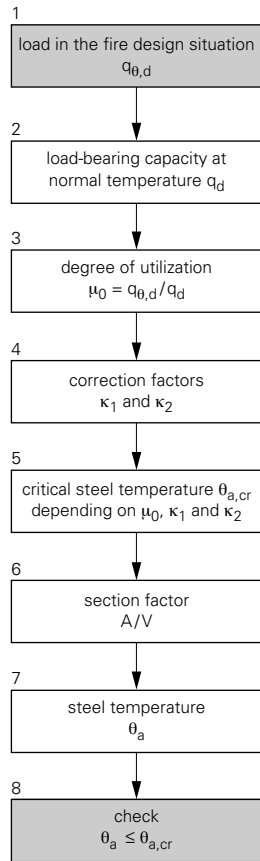 1
load in the fire design situation
qθ,d
2
load-bearing capacity at
normal temperature qd
3
degree of utilization
μ0 = qθ,d/qd
4
correction factors
κ1 and κ2
5
critical steel temperature θa,cr
depending on μ0, κ1 and κ2
6
section factor
A/V
7
steel temperature
θa
8
check
θa ≤ θa,cr